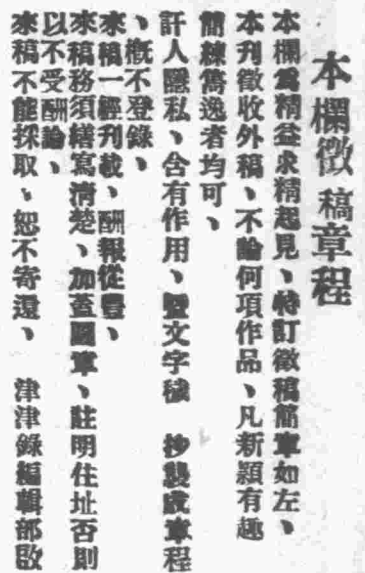 本欄徵稿章程
本欄爲精益求精起見、特訂徵稿簡章如左、
本刊徵收外稿、不論何項作品、凡新穎有趣
簡練雋逸者均可、
訐人隱私、含有作用、暨文字穢 抄襲成章程
、槪不登錄、
來稿一經刊載、酬報從豐、
來稿務須繕寫清楚、加蓋圖章、註明住址否則
以不受酬論、
來稿不能採取、恕不寄還、 津津錄編輯部啟